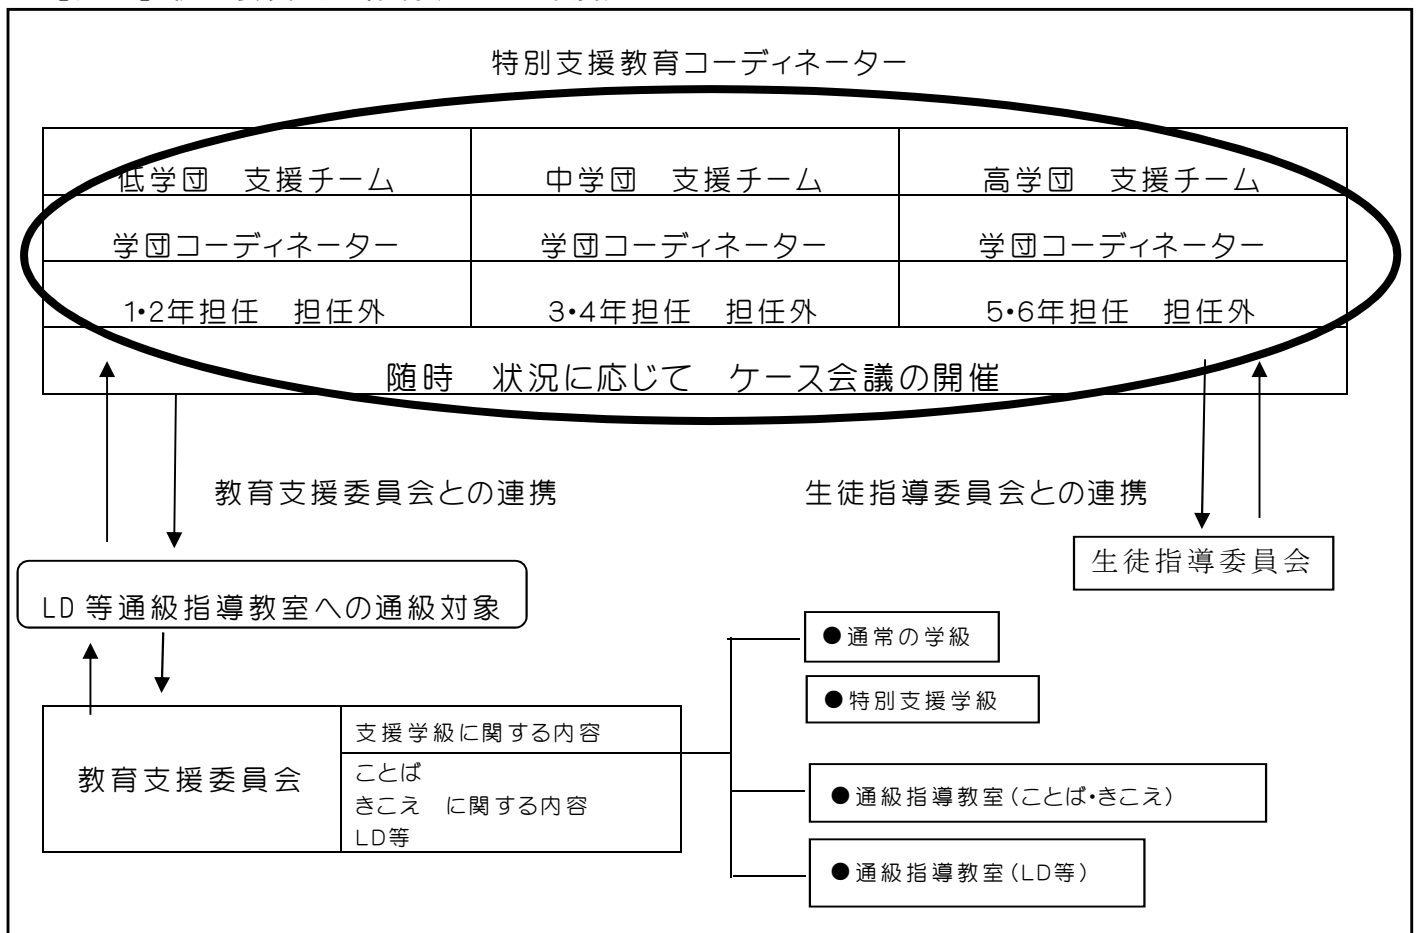 特別支援教育コーディネーター
低学団　支援チーム　中学団　支援チーム　高学団　支援チーム
学団コーディネーター　学団コーディネーター　学団コーディネーター
1・2年担任　担任外　3・4年担任　担任外　5・6年担任　担任外
随時　状況に応じて　ケース会議の開催
教育支援委員会との連携　生徒指導委員会との連携
生徒指導委員会
LD等通級指導教室への通級対象
●通常の学級
●特別支援学級
教育支援委員会
支援学級に関する内容
ことば
きこえ　に関する内容
LD等
●通級指導教室（ことば・きこえ）
●通級指導教室（LD等）